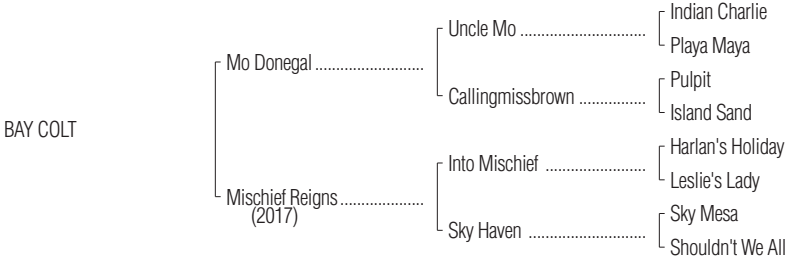 Indian Charlie
Uncle Mo ..............................
Playa Maya
Mo Donegal ..........................
Pulpit
Callingmissbrown ................
Island Sand
BAY COLT
Harlan's Holiday
Into Mischief ........................
Leslie's Lady
Mischief Reigns ....................
(2017)
Sky Mesa
Sky Haven ............................
Shouldn't We All